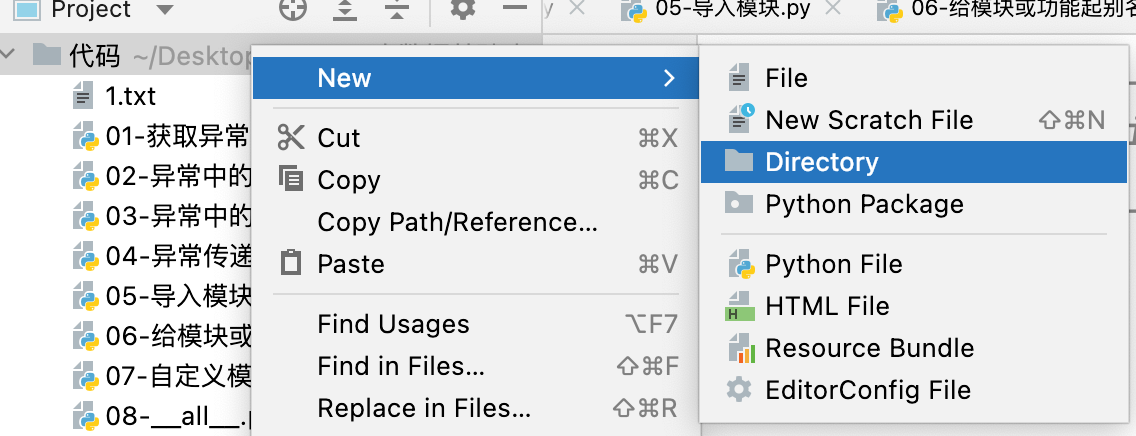 Project
05-导入模块.py
06-给模块或功能起别名
代码 ~/Desktop
1.txt
01-获取异常
02-异常中的
03-异常中的
04-异常传递
05-导入模块
06-给模块或
07-自定义模
08-__all__.p
New
Cut ⌘X
Copy ⌘C
Copy Path/Reference...
Paste ⌘V
Find Usages ⌥F7
Find in Files... ⇧⌘F
Replace in Files... ⇧⌘R
File
New Scratch File ⇧⌘N
Directory
Python Package
Python File
HTML File
Resource Bundle
EditorConfig File